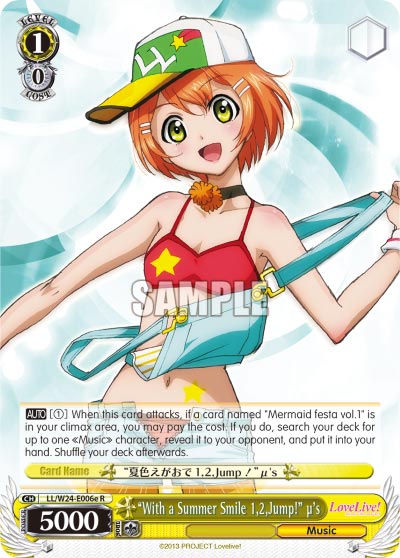 LEVEL
1
0
COST
LL
SAMPLE
AUTO [①] When this card attacks, if a card named "Mermaid festa vol.1" is
in your climax area, you may pay the cost. If you do, search your deck for
up to one «Music» character, reveal it to your opponent, and put it into your
hand. Shuffle your deck afterwards.
Card Name
"夏色えがおで 1,2,Jump！" μ's
CH LL/W24-E006e R
"With a Summer Smile 1,2,Jump!" μ's
LoveLive!
POWER
5000
SOUL
Music
©2013 PROJECT Lovelive!